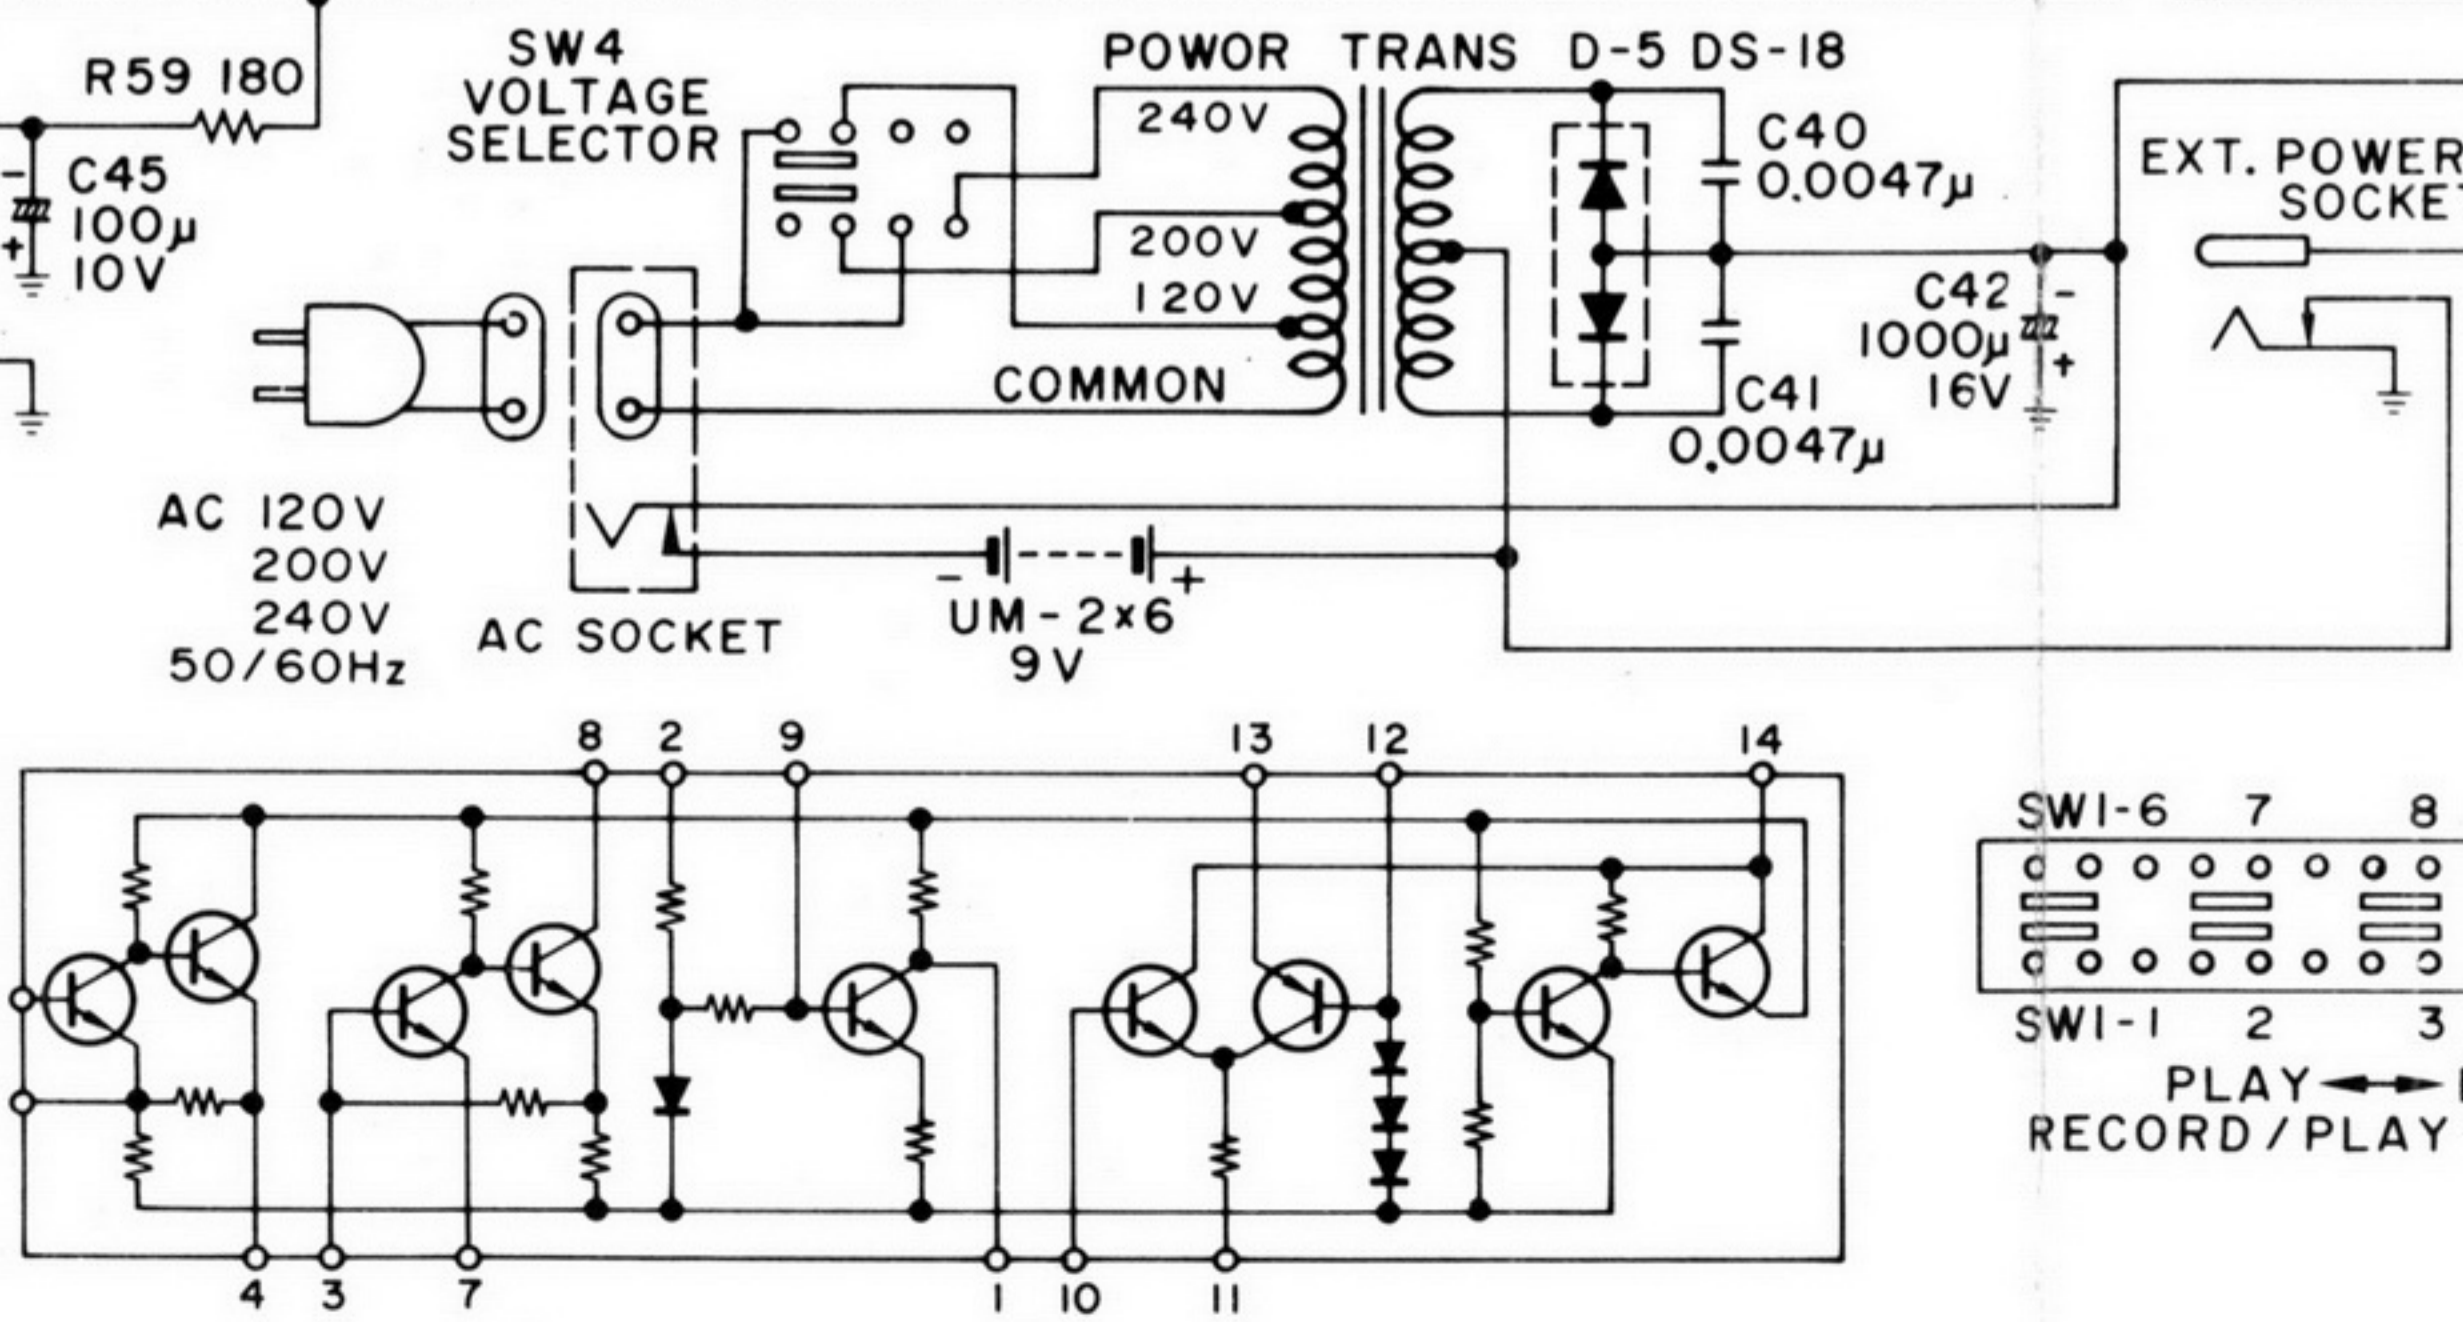 R59 180
-
C45
100μ
+
10V
SW4
VOLTAGE
SELECTOR
POWOR TRANS
D-5 DS-18
240V
200V
120V
COMMON
C40
0.0047μ
C41
0.0047μ
C42
1000μ
16V
-
+
EXT. POWER
SOCKE
AC 120V
200V
240V
50/60Hz
AC SOCKET
- +
UM-2×6
9V
8 2 9 13 12 14
4 3 7 1 10 11
SW1-6 7 8
SW1-1 2 3
PLAY
RECORD/PLAY